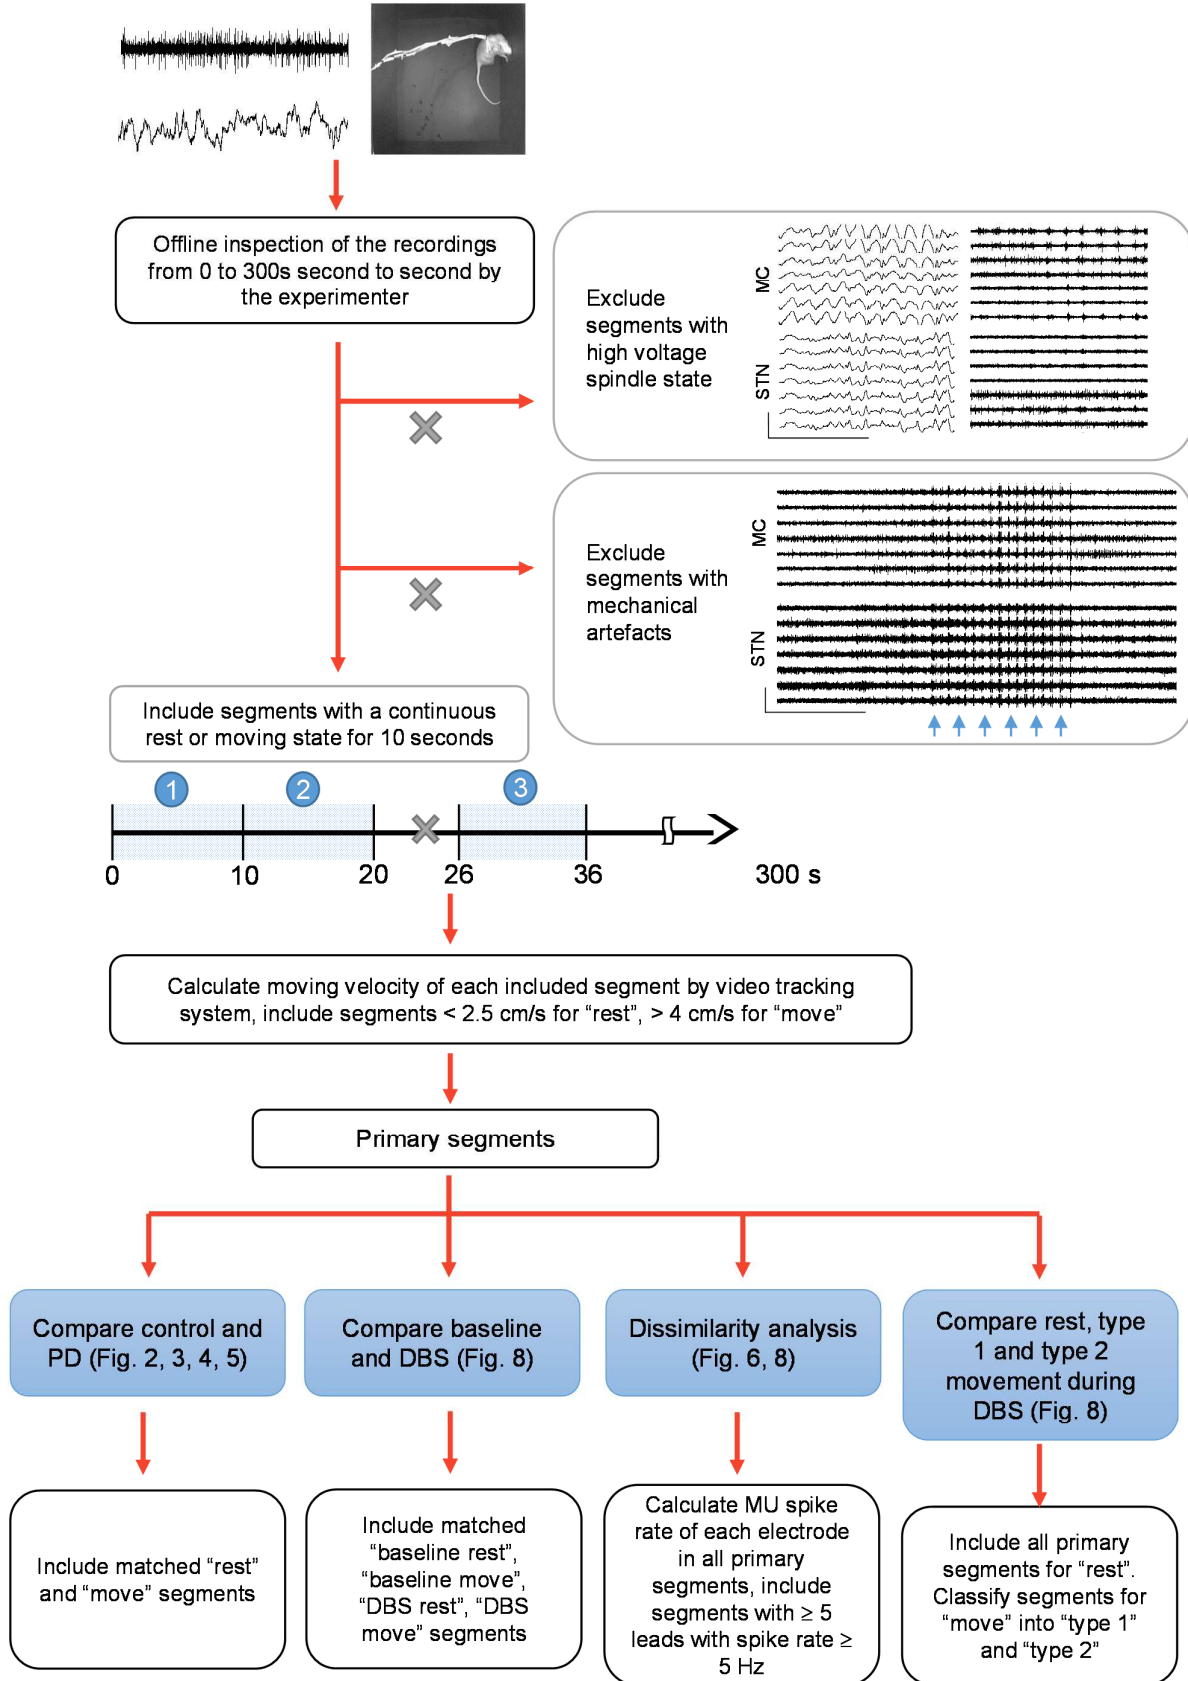 Offline inspection of the recordings
from 0 to 300s second to second by
the experimenter
Exclude
segments with
high voltage
spindle state
MC
STN
Exclude
segments with
mechanical
artefacts
MC
STN
Include segments with a continuous
rest or moving state for 10 seconds
1
2
3
0
10
20
26
36
300 s
Calculate moving velocity of each included segment by video tracking
system, include segments < 2.5 cm/s for “rest”, > 4 cm/s for “move”
Primary segments
Compare control and
PD (Fig. 2, 3, 4, 5)
Compare baseline
and DBS (Fig. 8)
Dissimilarity analysis
(Fig. 6, 8)
Compare rest, type
1 and type 2
movement during
DBS (Fig. 8)
Include matched “rest”
and “move” segments
Include matched
“baseline rest”,
“baseline move”,
“DBS rest”, “DBS
move” segments
Calculate MU spike
rate of each electrode
in all primary
segments, include
segments with ≥ 5
leads with spike rate ≥
5 Hz
Include all primary
segments for “rest”.
Classify segments for
“move” into “type 1”
and “type 2”